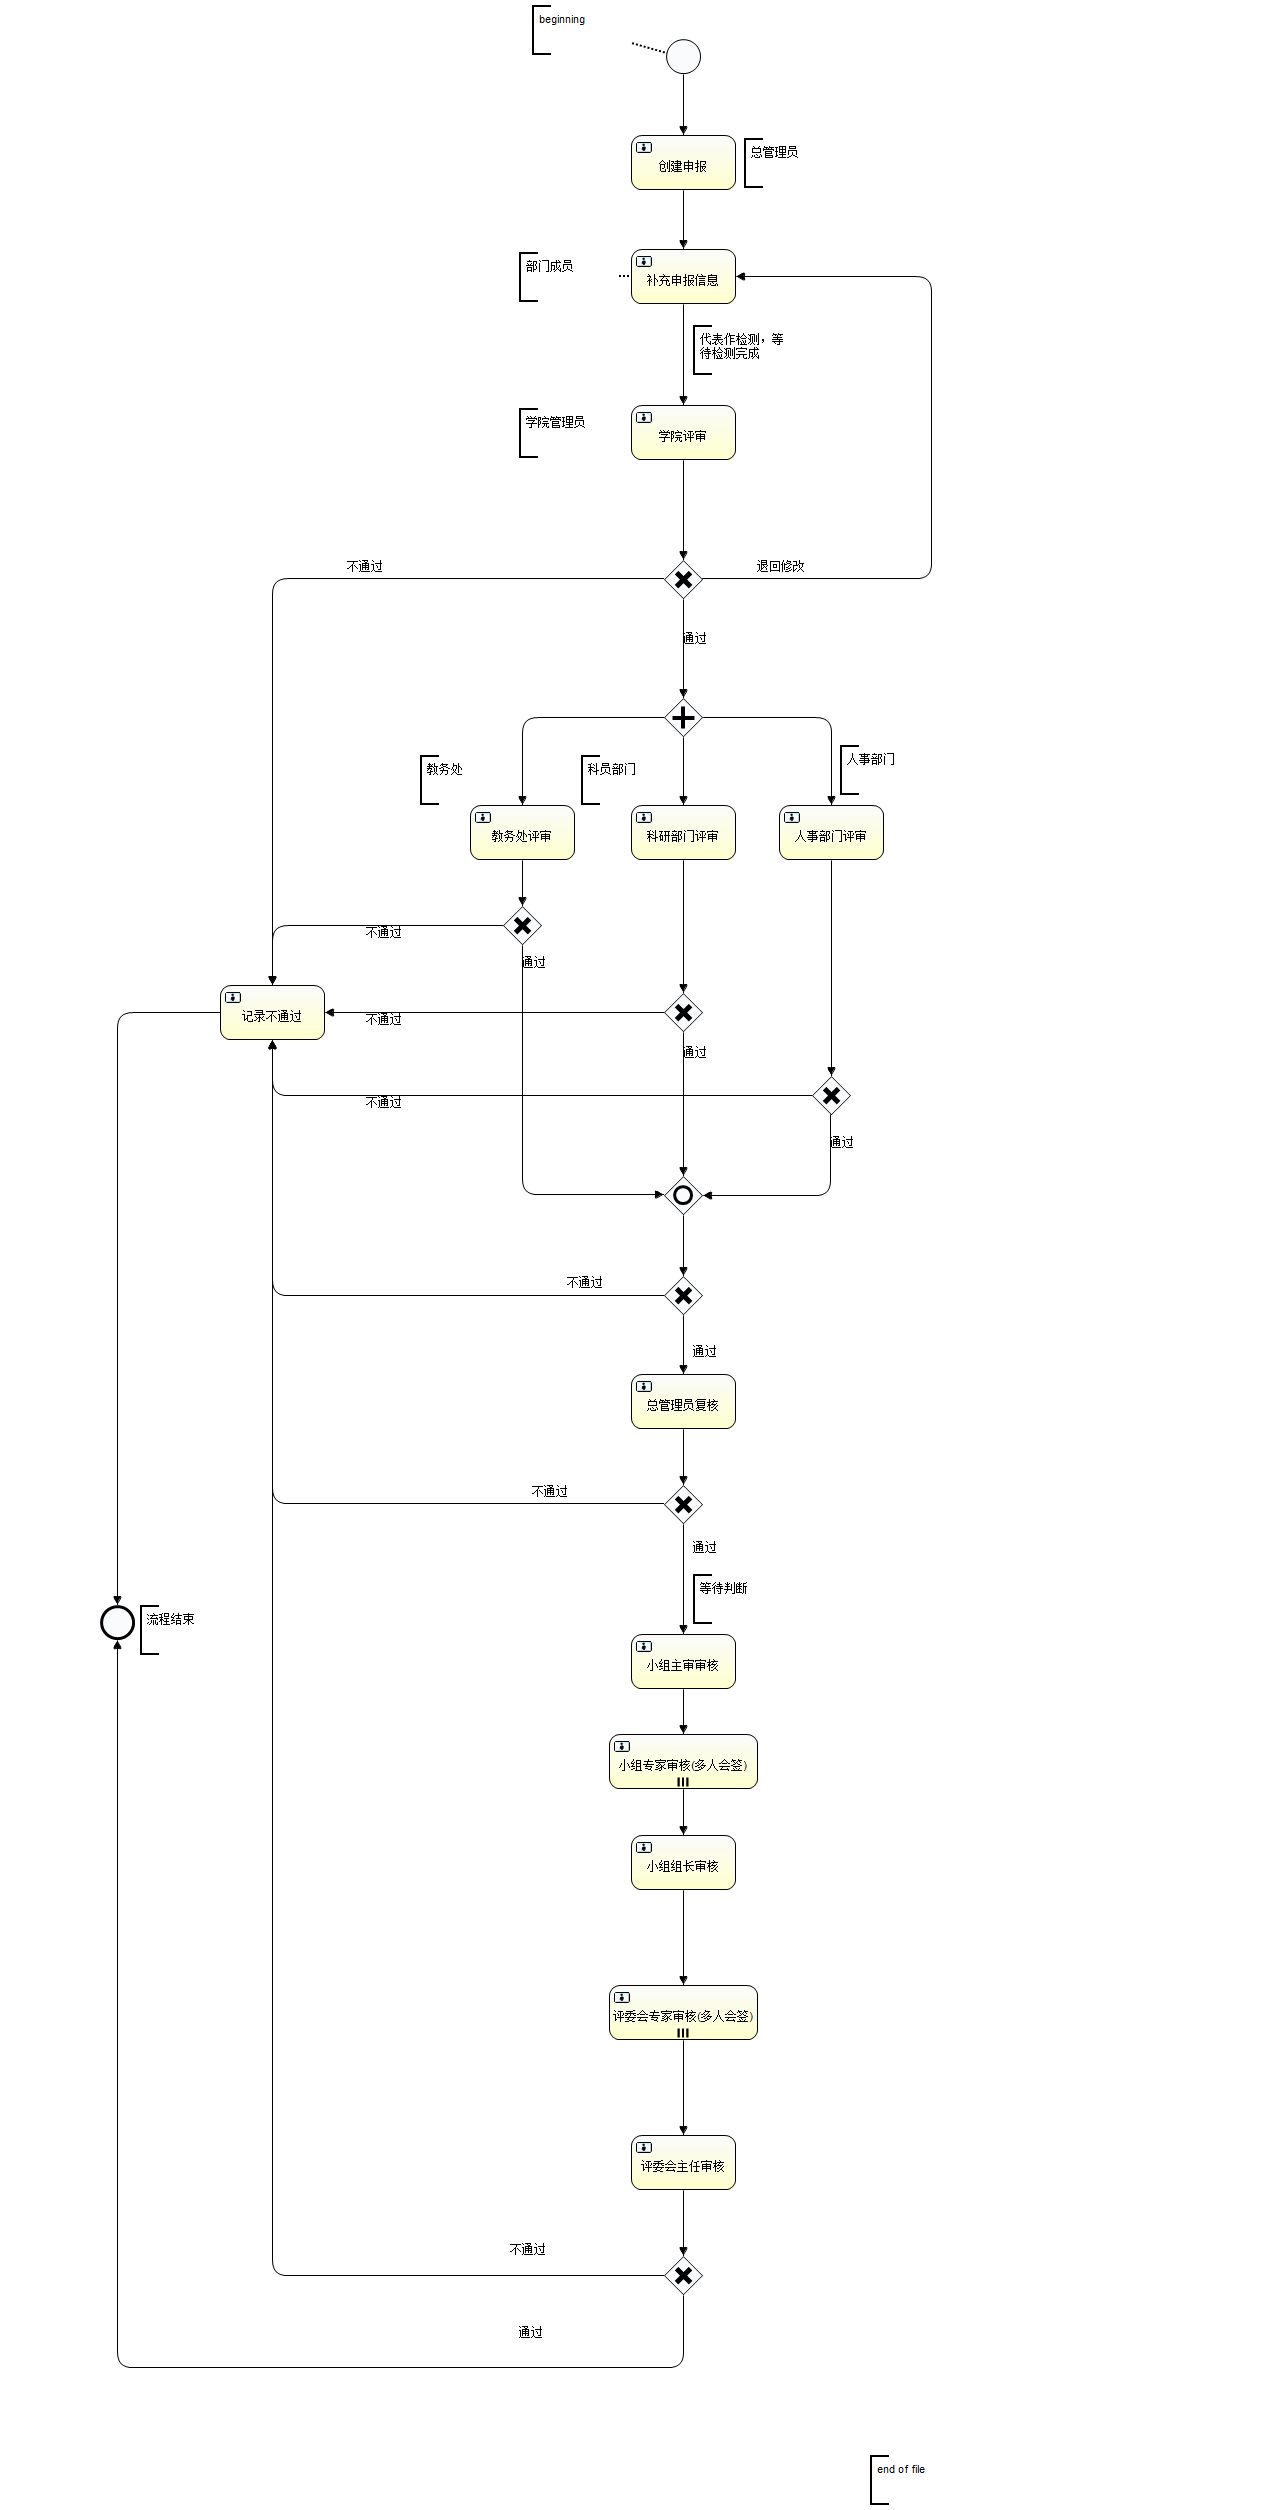 beginning
创建申报
总管理员
部门成员
补充申报信息
代表作检测，等
待检测完成
学院管理员
学院评审
不通过
退回修改
通过
教务处
科员部门
人事部门
教务处评审
科研部门评审
人事部门评审
不通过
通过
记录不通过
不通过
通过
不通过
通过
不通过
通过
总管理员复核
不通过
通过
等待判断
流程结束
小组主审审核
小组专家审核(多人会签)
小组组长审核
评委会专家审核(多人会签)
评委会主任审核
不通过
通过
end of file